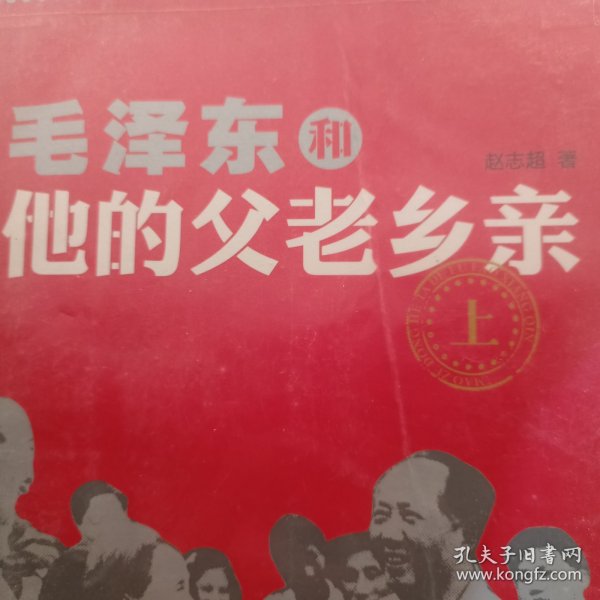 毛泽东和
赵志超 著
他的父老乡亲
上
孔夫子旧书网
www.kongfz.com